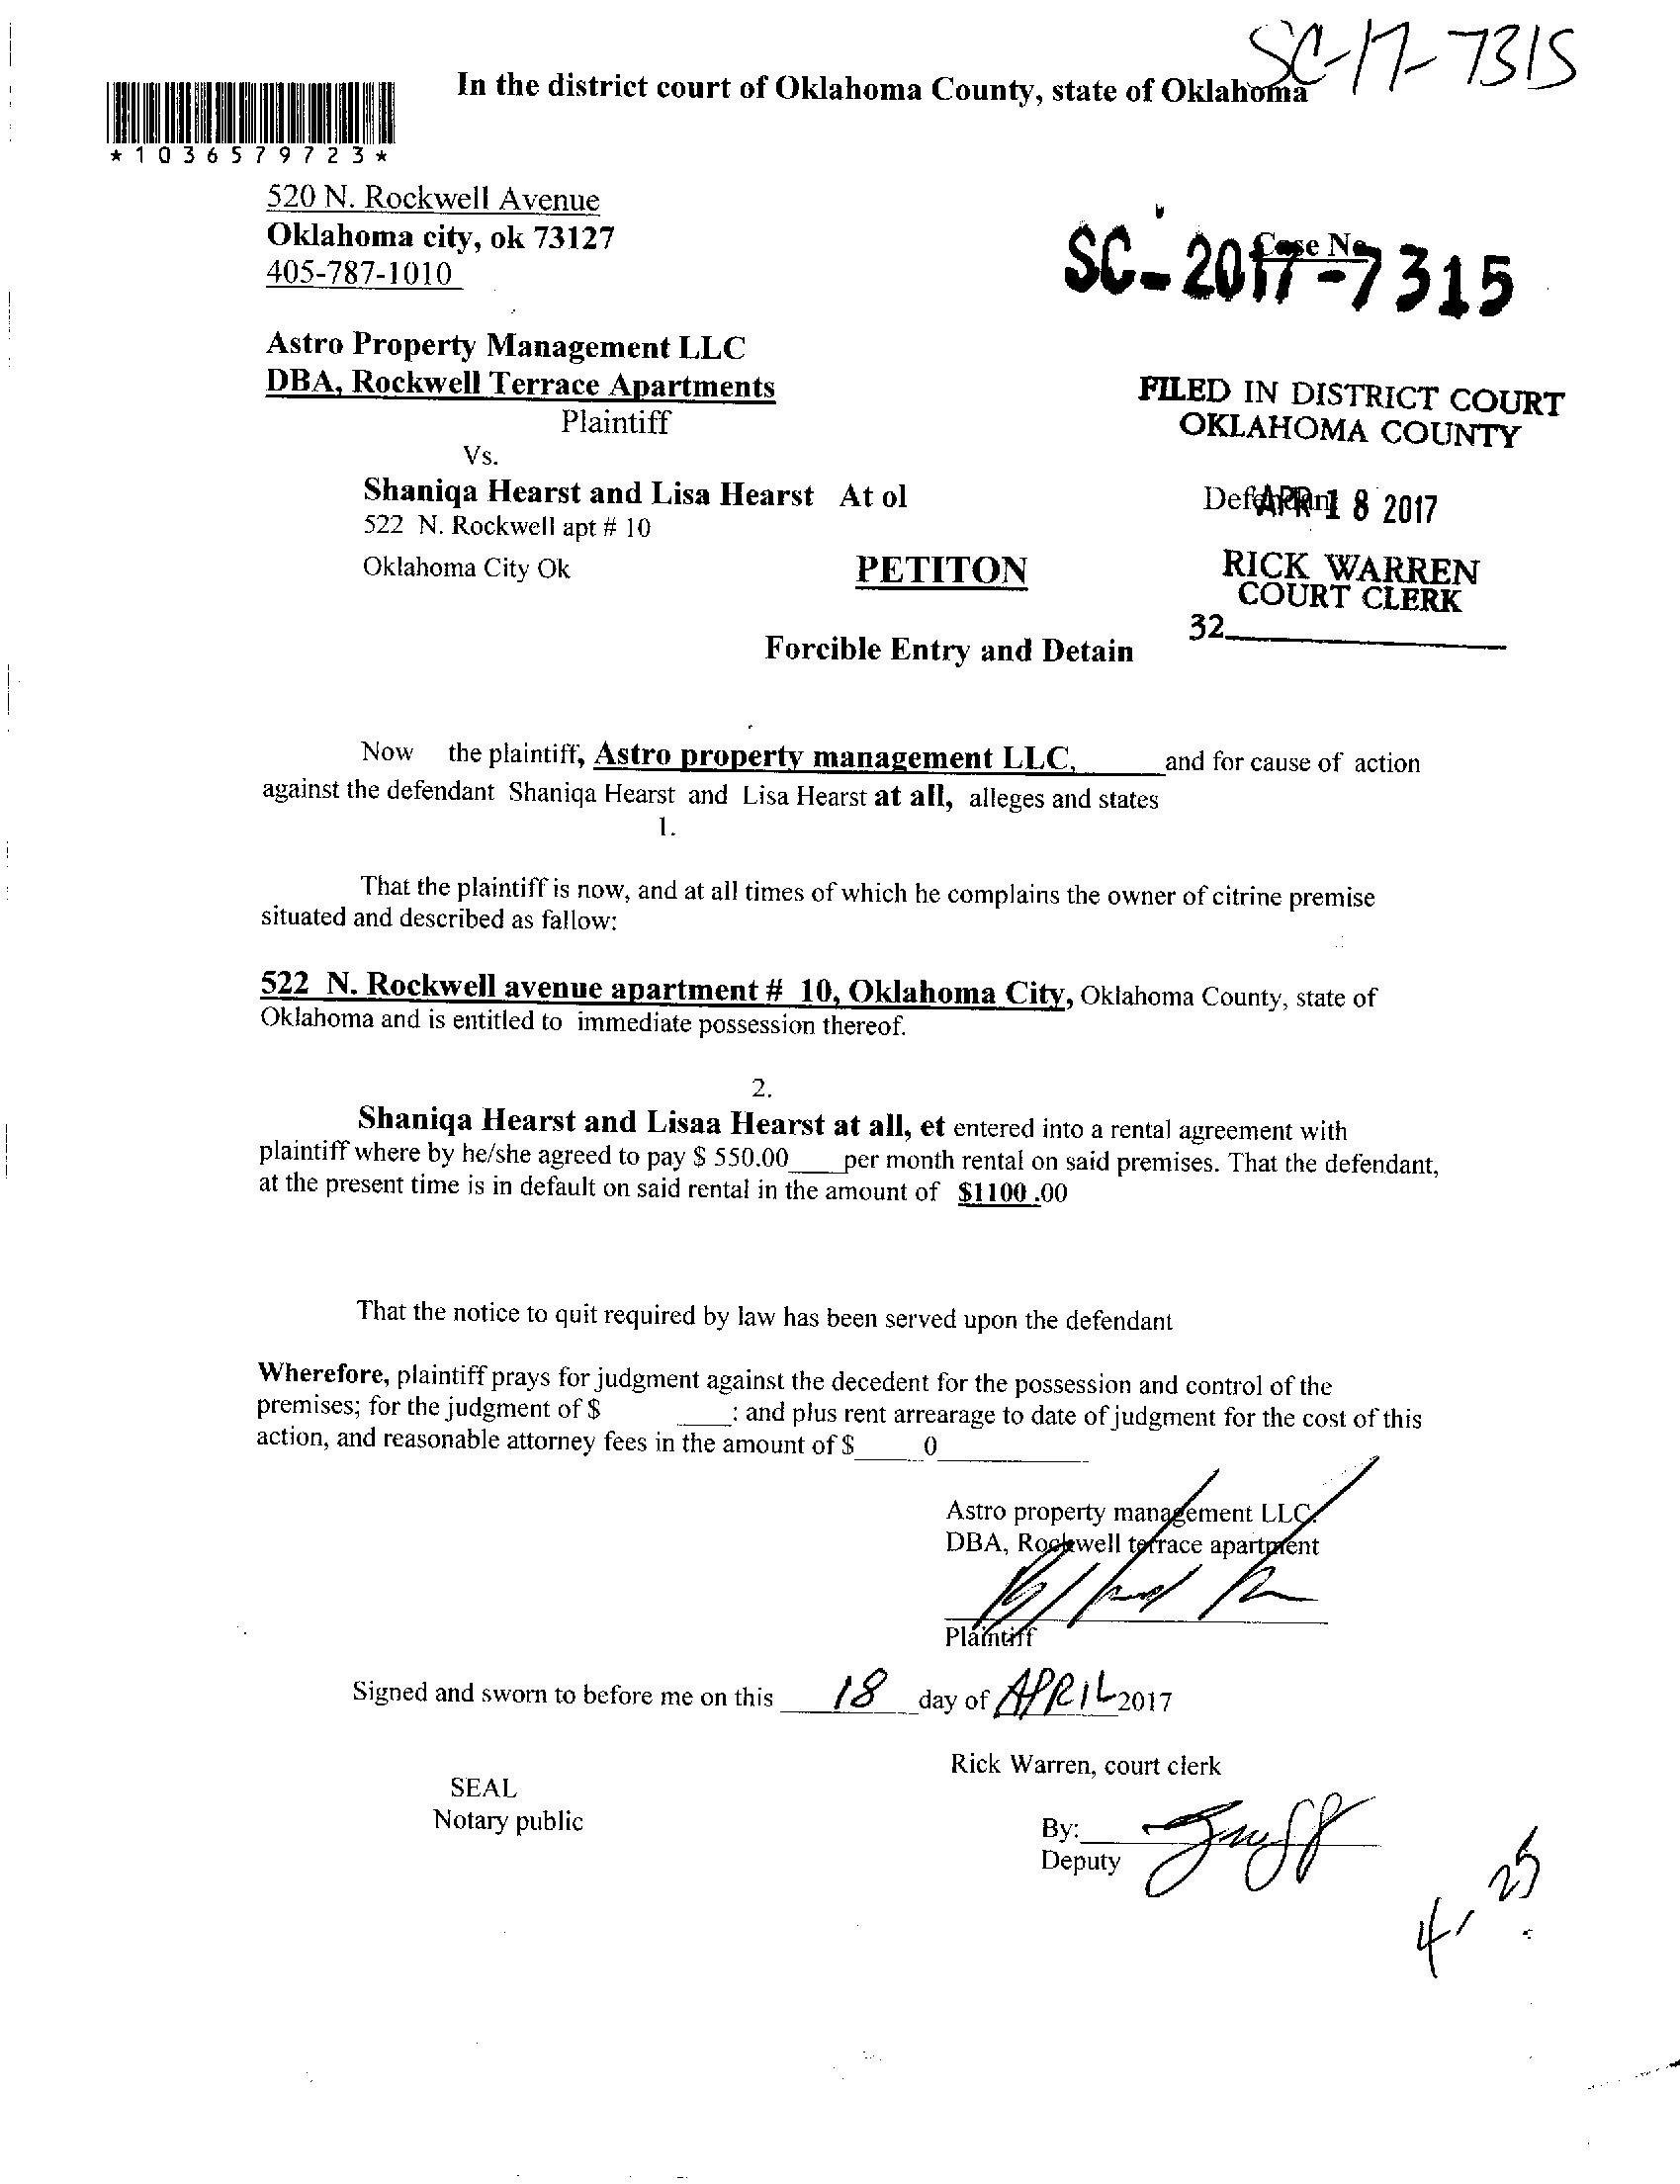 SC-17-7315
In the district court of Oklahoma County, state of Oklahoma
*1036579723*
520 N. Rockwell Avenue
Oklahoma city, ok 73127
405-787-1010
Case No
SC-2017-7315
Astro Property Management LLC
DBA, Rockwell Terrace Apartments
Plaintiff
FILED IN DISTRICT COURT
OKLAHOMA COUNTY
Vs.
Shaniqa Hearst and Lisa Hearst At ol
Defendant
APR 18 2017
522 N. Rockwell apt # 10
Oklahoma City Ok
PETITON
RICK WARREN
COURT CLERK
32
Forcible Entry and Detain
Now the plaintiff, Astro property management LLC, and for cause of action
against the defendant Shaniqa Hearst and Lisa Hearst at all, alleges and states
1.
That the plaintiff is now, and at all times of which he complains the owner of citrine premise
situated and described as fallow:
522 N. Rockwell avenue apartment # 10, Oklahoma City, Oklahoma County, state of
Oklahoma and is entitled to immediate possession thereof.
2.
Shaniqa Hearst and Lisaa Hearst at all, et entered into a rental agreement with
plaintiff where by he/she agreed to pay $ 550.00____per month rental on said premises. That the defendant,
at the present time is in default on said rental in the amount of $1100 .00
That the notice to quit required by law has been served upon the defendant
Wherefore, plaintiff prays for judgment against the decedent for the possession and control of the
premises; for the judgment of $ ____: and plus rent arrearage to date of judgment for the cost of this
action, and reasonable attorney fees in the amount of $_____0__________
Astro property management LLC.
DBA, Rockwell terrace apartment
Plaintiff
Signed and sworn to before me on this 18 day of APRIL 2017
Rick Warren, court clerk
SEAL
Notary public
By:
Deputy
4, 25